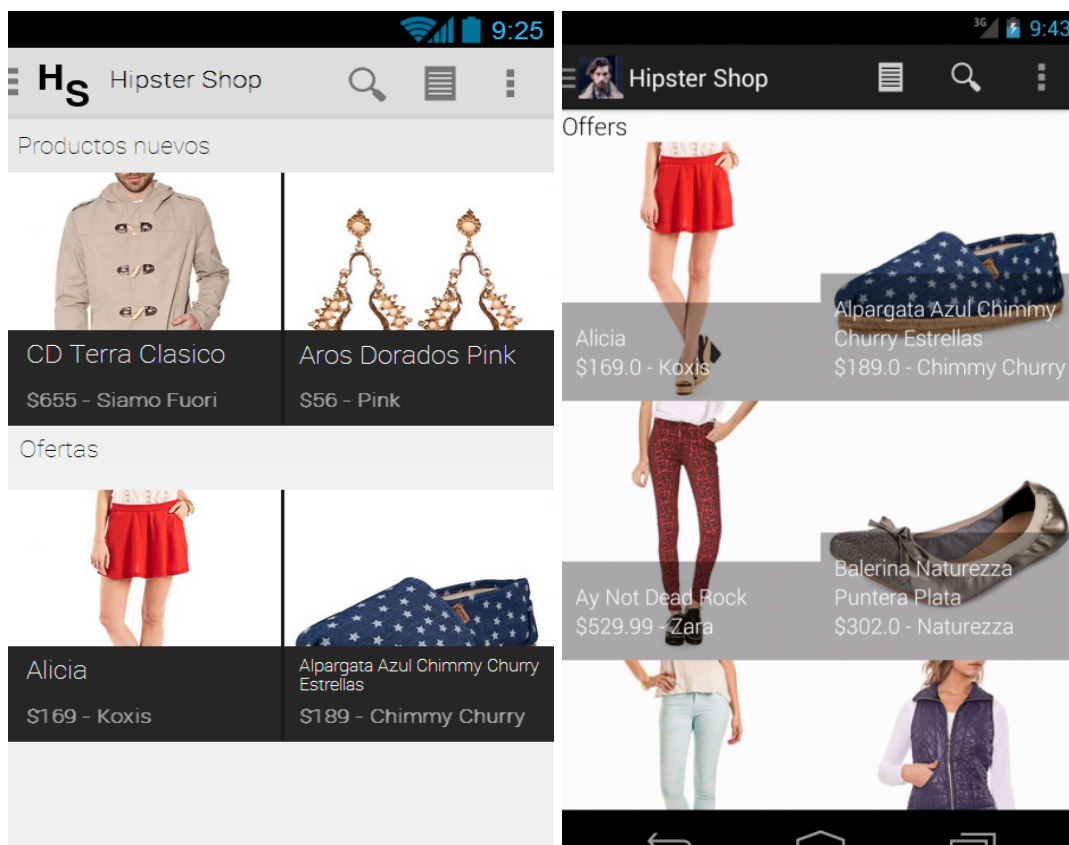 9:25
HS Hipster Shop
Productos nuevos
CD Terra Clasico
$655 - Siamo Fuori
Aros Dorados Pink
$56 - Pink
Ofertas
Alicia
$169 - Koxis
Alpargata Azul Chimmy Churry
Estrellas
$189 - Chimmy Churry
3G 9:43
Hipster Shop
Offers
Alicia
$169.0 - Koxis
Alpargata Azul Chimmy
Churry Estrellas
$189.0 - Chimmy Churry
Ay Not Dead Rock
$529.99 - Zara
Balerina Naturezza
Puntera Plata
$302.0 - Naturezza